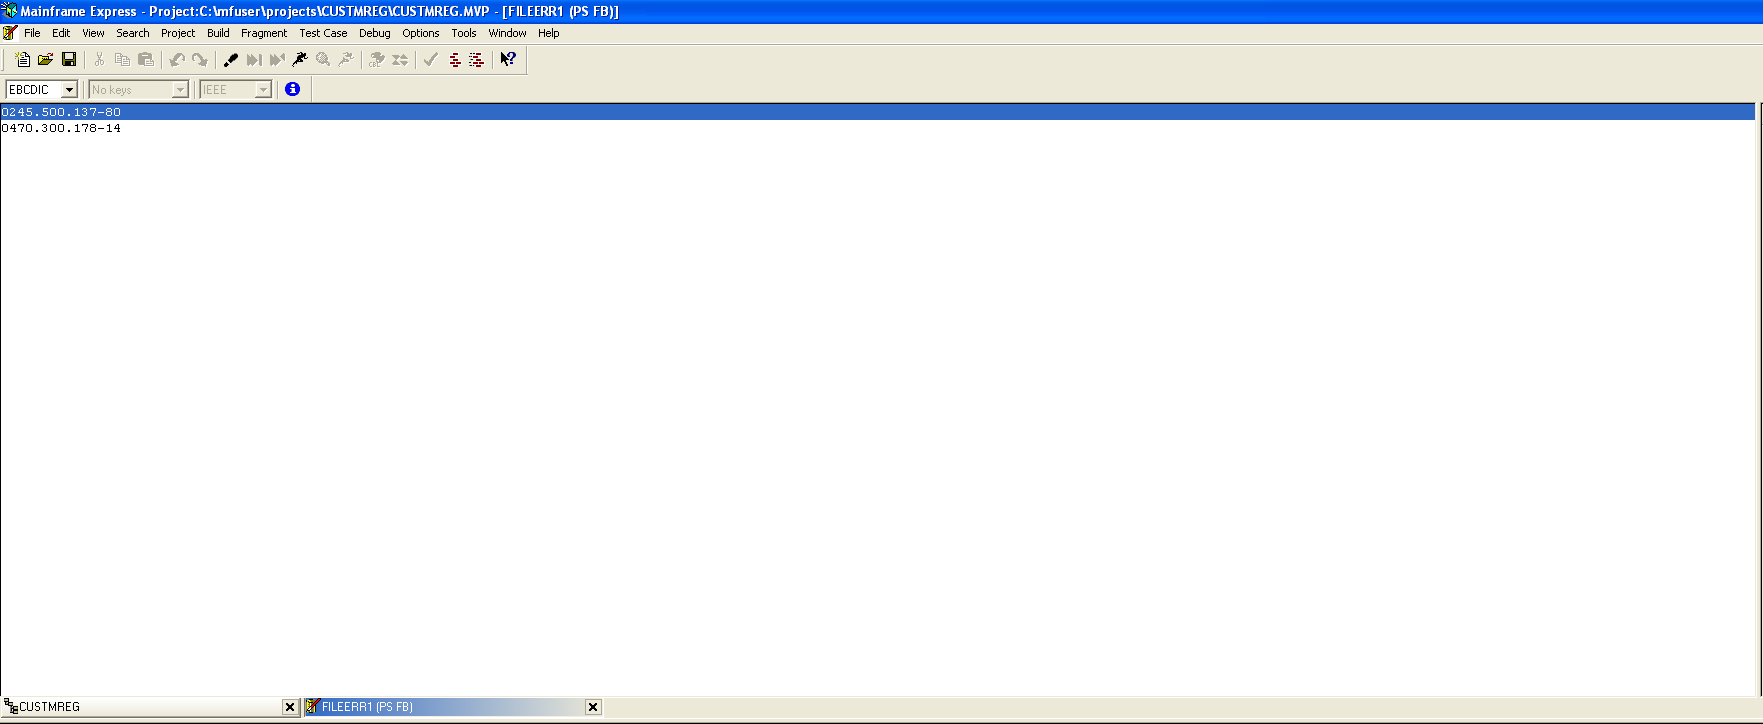 Mainframe Express - Project:C:\mfuser\projects\CUSTMREG\CUSTMREG.MVP - [FILEERR1 (PS FB)]
File Edit View Search Project Build Fragment Test Case Debug Options Tools Window Help
EBCDIC No keys IEEE
0245.500.137-80
0470.300.178-14
CUSTMREG FILEERR1 (PS FB)